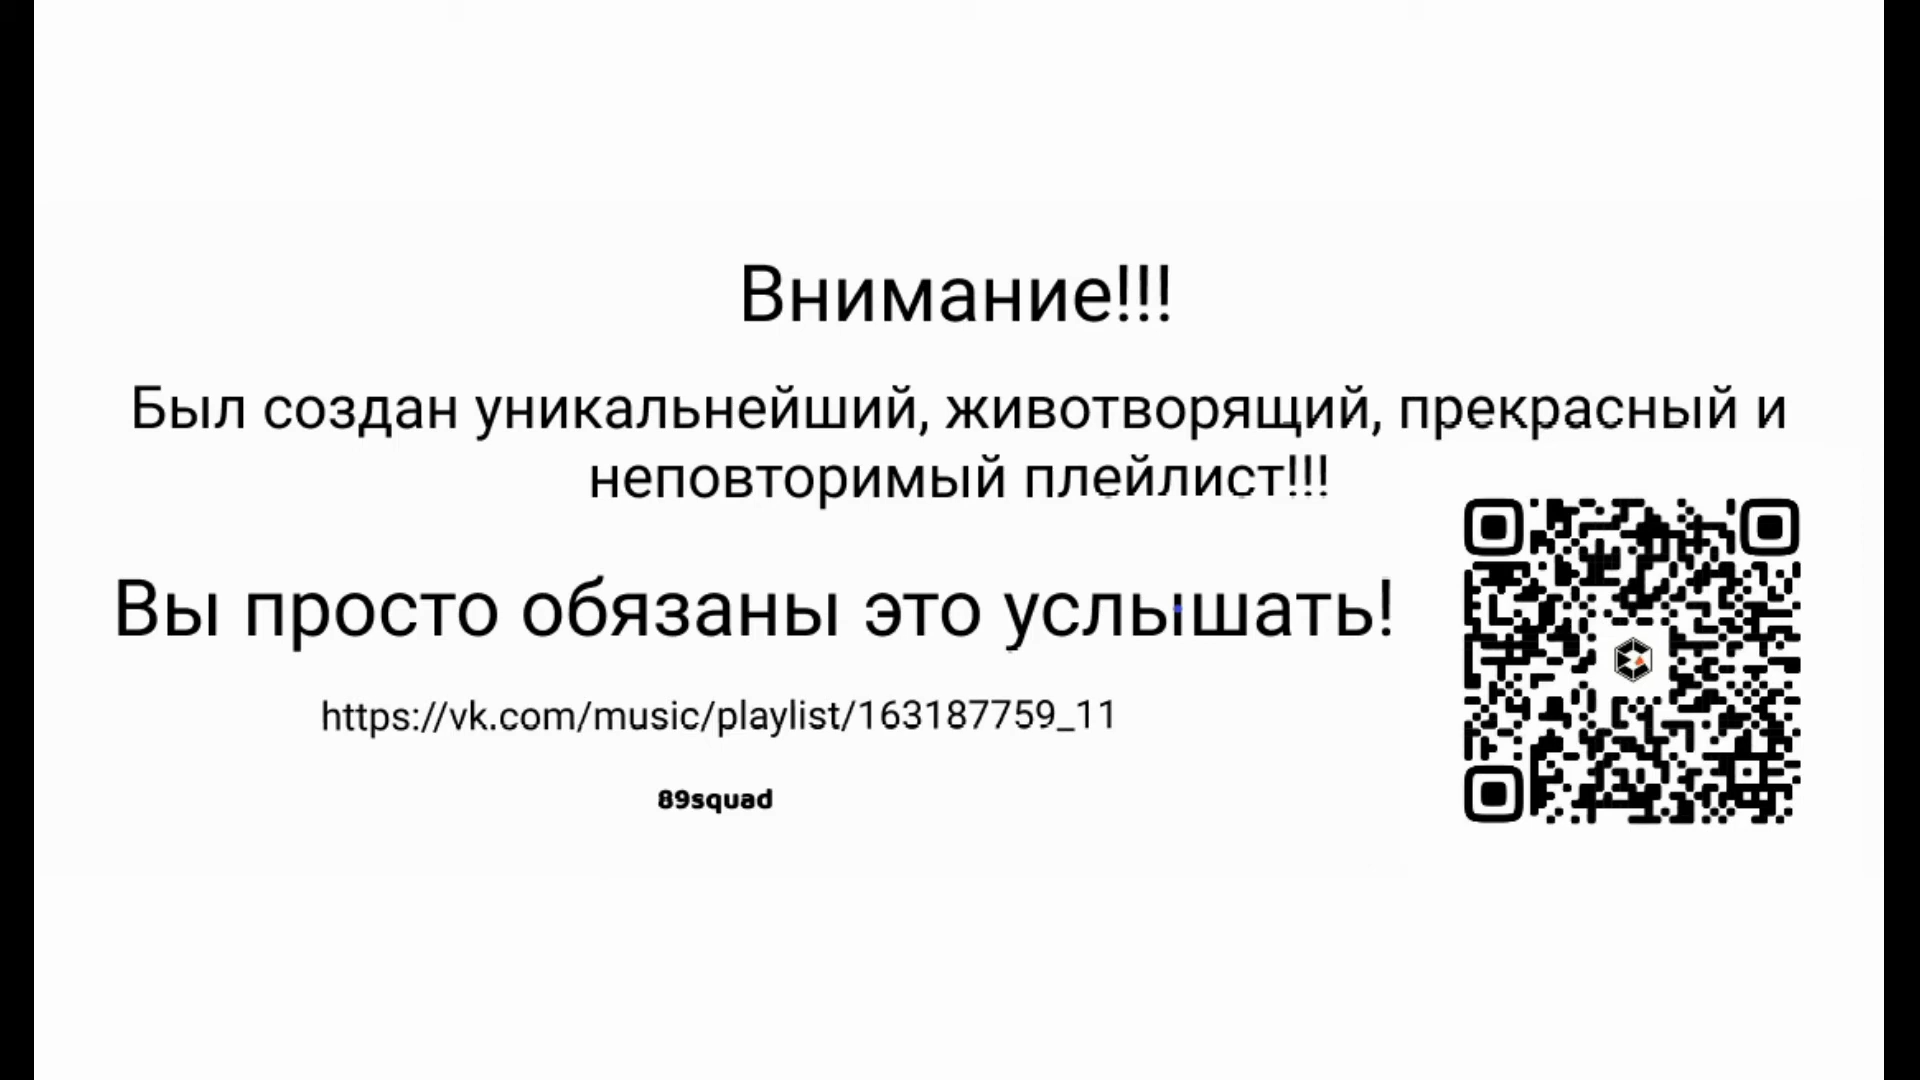 Внимание!!!
Был создан уникальнейший, животворящий, прекрасный и
неповторимый плейлист!!!
Вы просто обязаны это услышать!
https://vk.com/music/playlist/163187759_11
89squad